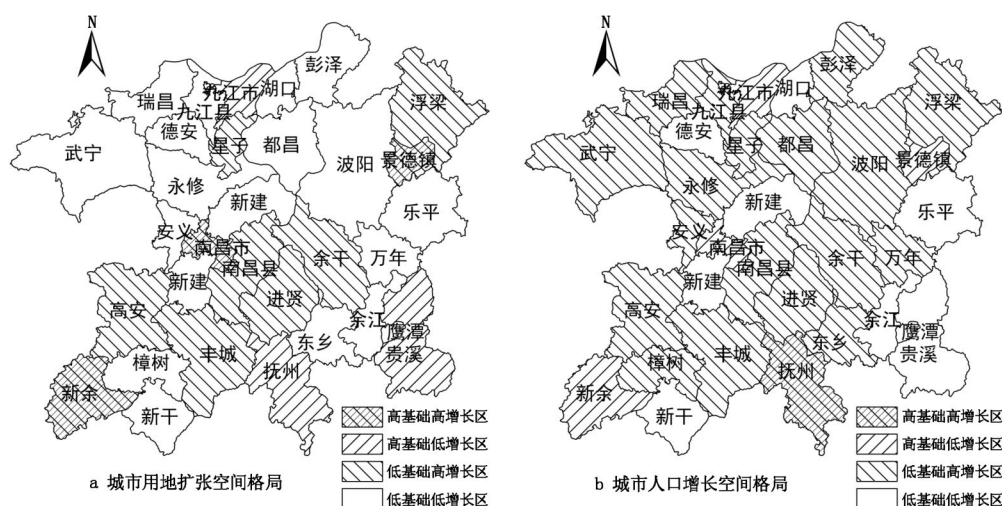 N
彭泽
湖口
九江市
瑞昌
九江县
浮梁
德安
星子
都昌
武宁
波阳
景德镇
永修
新建
乐平
安义
南昌市
南昌县
余干
万年
新建
进贤
高安
余江
丰城
东乡
鹰潭
樟树
贵溪
新余
抚州
新干
高基础高增长区
高基础低增长区
低基础高增长区
低基础低增长区
a 城市用地扩张空间格局
N
彭泽
湖口
九江市
瑞昌
九江县
浮梁
德安
星子
都昌
武宁
波阳
景德镇
永修
新建
乐平
安义
南昌市
南昌县
余干
万年
新建
进贤
高安
余江
丰城
东乡
鹰潭
樟树
贵溪
新余
抚州
新干
高基础高增长区
高基础低增长区
低基础高增长区
低基础低增长区
b 城市人口增长空间格局